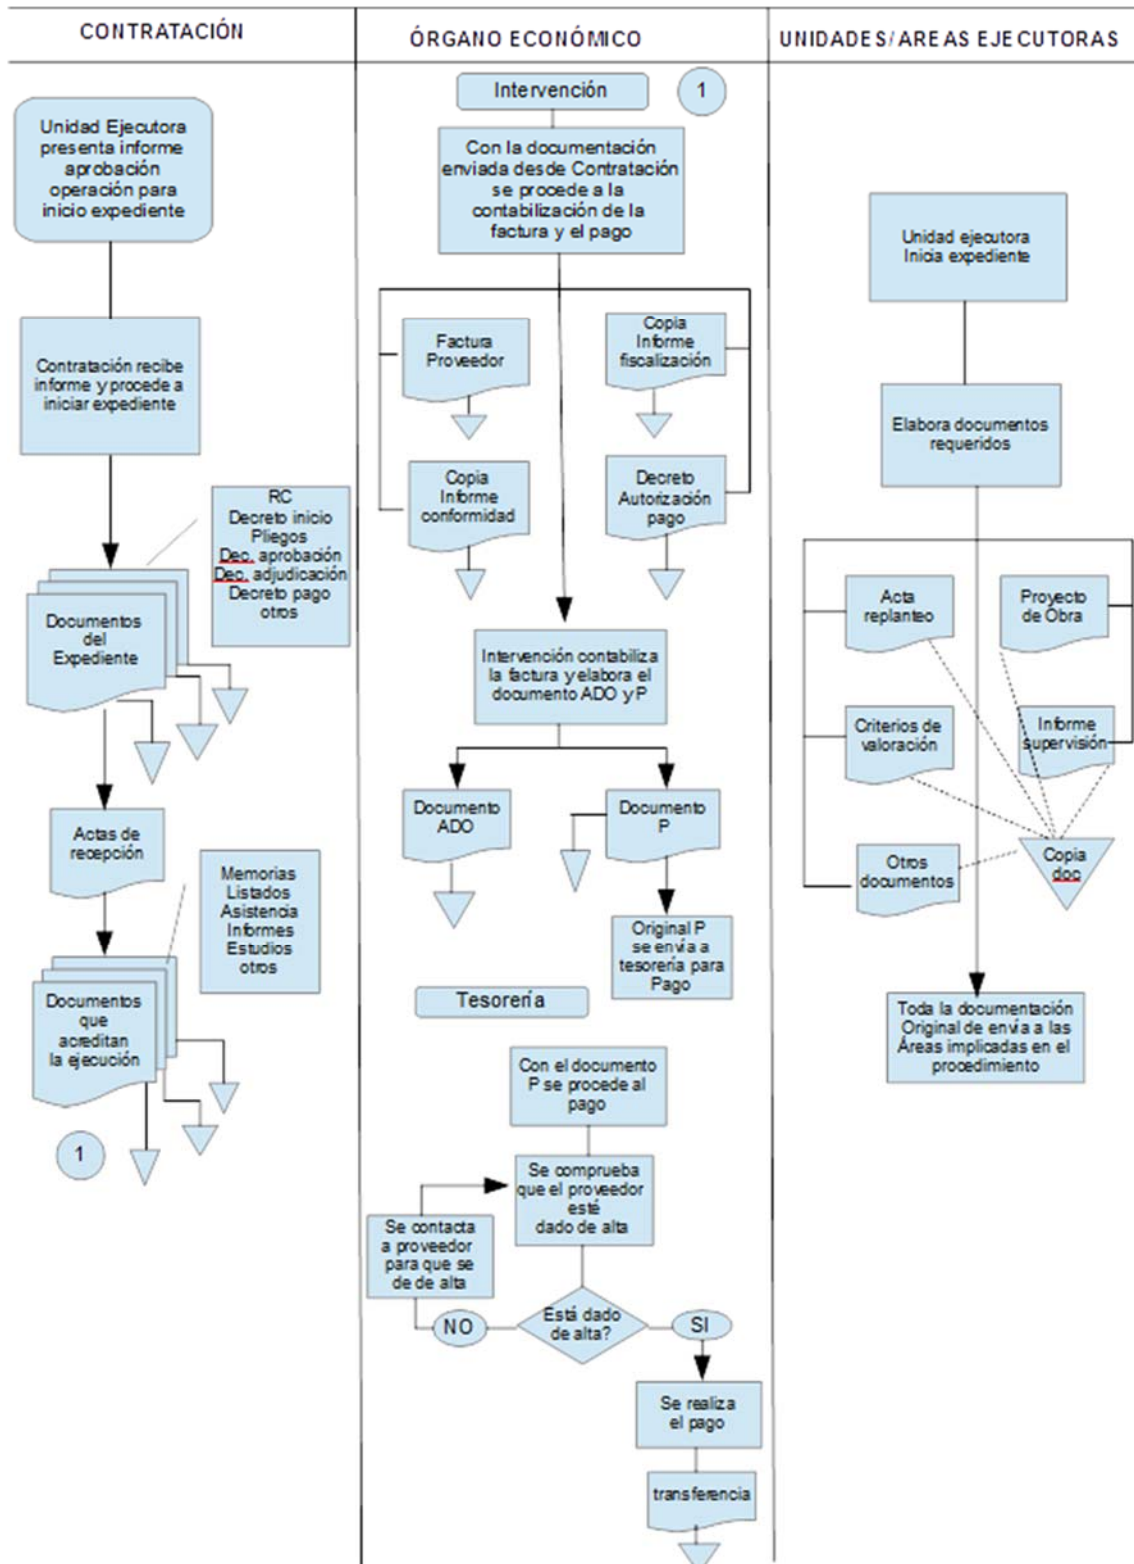 CONTRATACIÓN
ÓRGANO ECONÓMICO
UNIDADES/AREAS EJECUTORAS
Unidad Ejecutora
presenta informe
aprobación
operación para
inicio expediente
Contratación recibe
informe y procede a
iniciar expediente
RC
Decreto inicio
Pliegos
Dec. aprobación
Dec. adjudicación
Decreto pago
otros
Documentos
del
Expediente
Actas de
recepción
Memorias
Listados
Asistencia
Informes
Estudios
otros
Documentos
que
acreditan
la ejecución
1
Intervención
1
Con la documentación
enviada desde Contratación
se procede a la
contabilización de la
factura y el pago
Factura
Proveedor
Copia
Informe
fiscalización
Copia
Informe
conformidad
Decreto
Autorización
pago
Intervención contabiliza
la factura y elabora el
documento ADO y P
Documento
ADO
Documento
P
Original P
se envía a
tesorería para
Pago
Tesorería
Con el documento
P se procede al
pago
Se comprueba
que el proveedor
esté
dado de alta
Se contacta
a proveedor
para que se
de de alta
Está dado
de alta?
NO
SI
Se realiza
el pago
transferencia
Unidad ejecutora
Inicia expediente
Elabora documentos
requeridos
Acta
replanteo
Proyecto
de Obra
Criterios de
valoración
Informe
supervisión
Otros
documentos
Copia
doc
Toda la documentación
Original de envía a las
Áreas implicadas en el
procedimiento